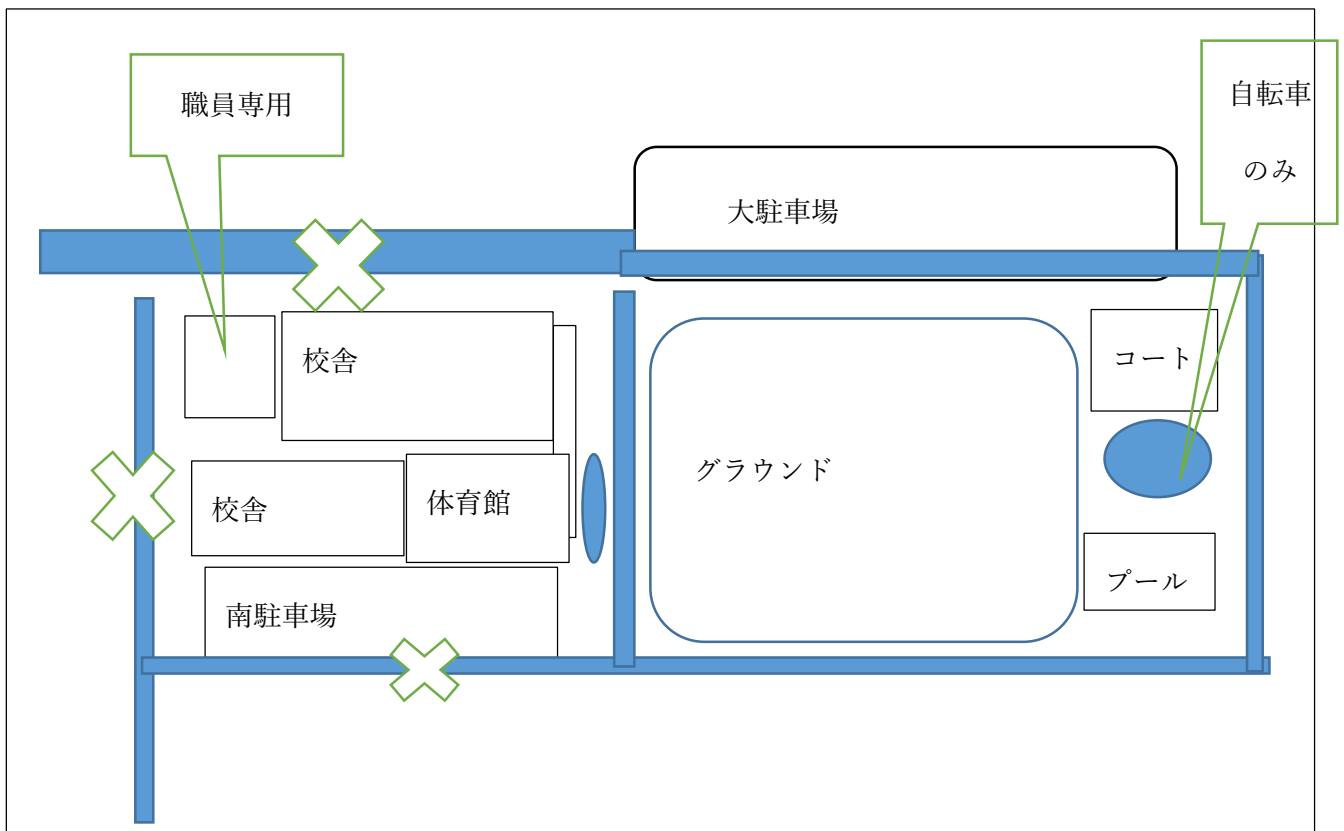 職員専用
自転車
のみ
大駐車場
校舎
コート
グラウンド
校舎
体育館
プール
南駐車場